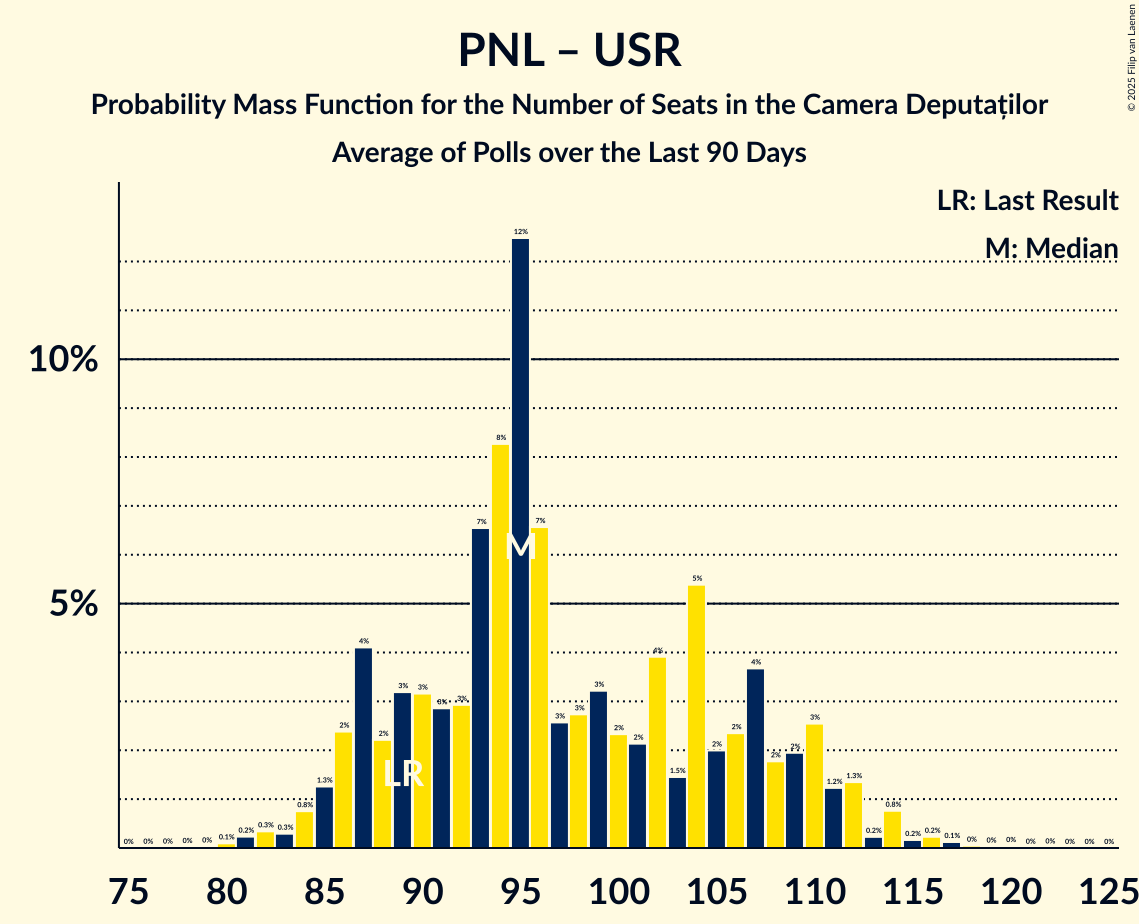 PNL – USR
Probability Mass Function for the Number of Seats in the Camera Deputaților
Average of Polls over the Last 90 Days
© 2025 Filip van Laenen
LR: Last Result
M: Median
10%
5%
0% 0% 0% 0% 0% 0.1% 0.2% 0.3% 0.3% 0.8% 1.3% 2% 4% 2% 3% 3% 3% 3% 7% 8% 12% 7% 3% 3% 3% 2% 2% 4% 1.5% 5% 2% 2% 4% 2% 2% 3% 1.2% 1.3% 0.2% 0.8% 0.2% 0.2% 0.1% 0% 0% 0% 0% 0% 0% 0% 0%
M
LR
75 80 85 90 95 100 105 110 115 120 125